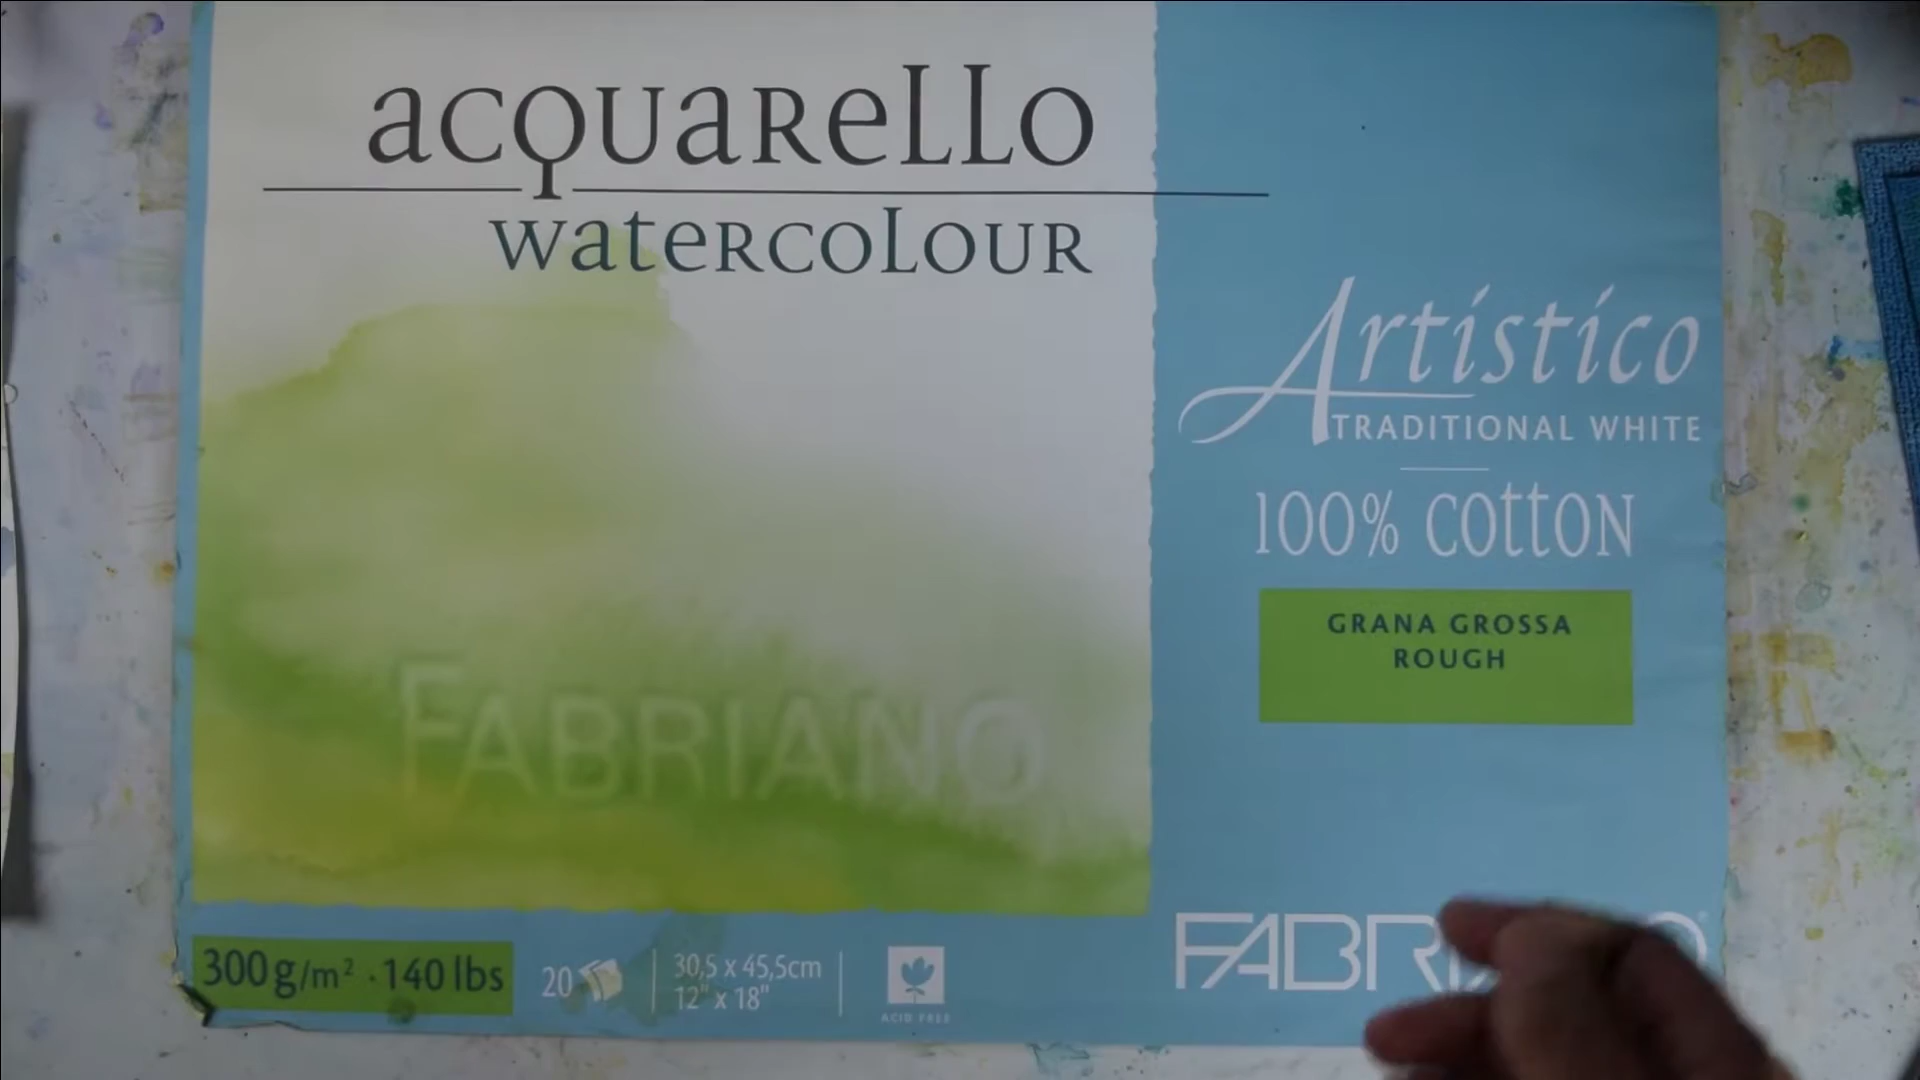 acquarello
watercolour
Artistico
TRADITIONAL WHITE
100% cotton
GRANA GROSSA
ROUGH
FABRIANO
300g/m² · 140 lbs
20
30,5 x 45,5cm
12" x 18"
ACID FREE